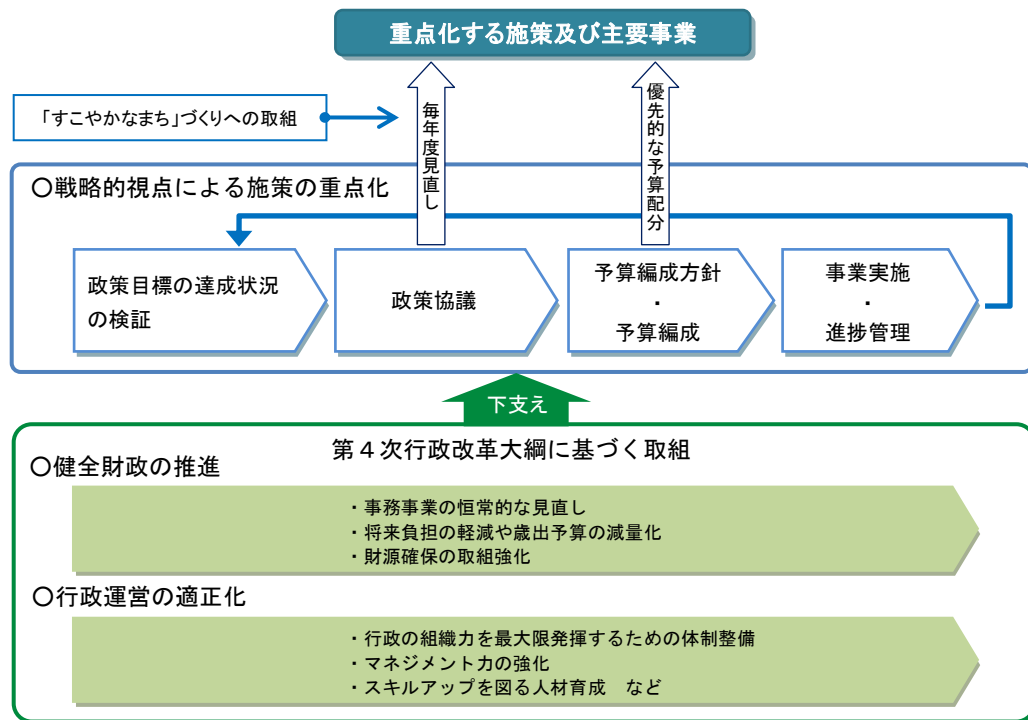 重点化する施策及び主要事業
「すこやかなまち」づくりへの取組
毎年度見直し
優先的な予算配分
〇戦略的視点による施策の重点化
政策目標の達成状況
の検証
政策協議
予算編成方針
・
予算編成
事業実施
・
進捗管理
下支え
第４次行政改革大綱に基づく取組
〇健全財政の推進
・事務事業の恒常的な見直し
・将来負担の軽減や歳出予算の減量化
・財源確保の取組強化
〇行政運営の適正化
・行政の組織力を最大限発揮するための体制整備
・マネジメント力の強化
・スキルアップを図る人材育成　など